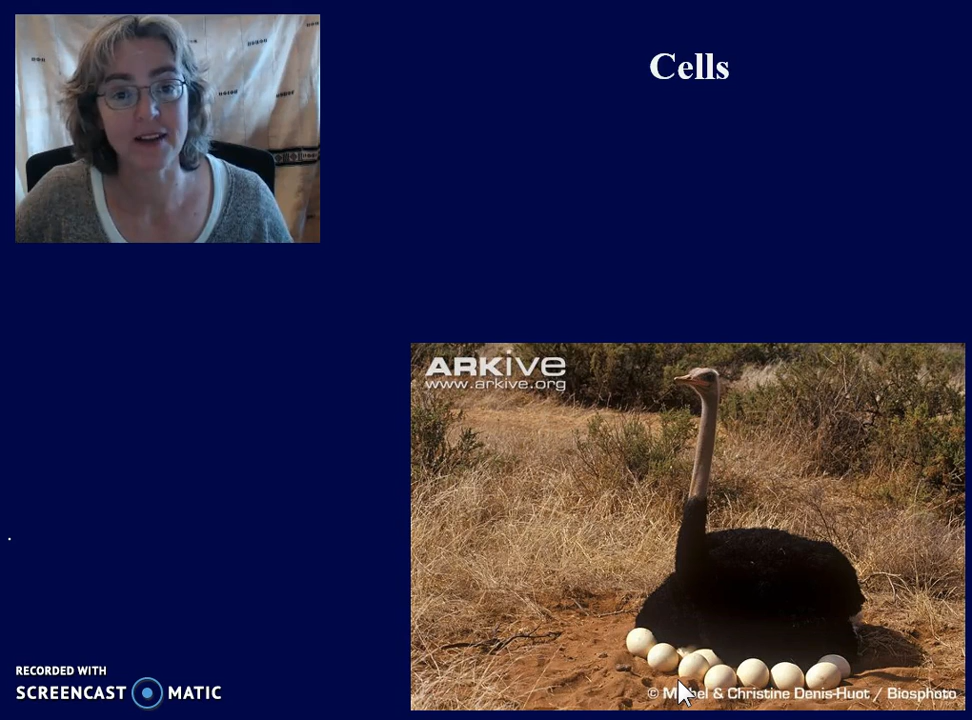 Cells
ARKive
www.arkive.org
RECORDED WITH
SCREENCAST MATIC
© & Christine Denis-Huot / Biosphoto